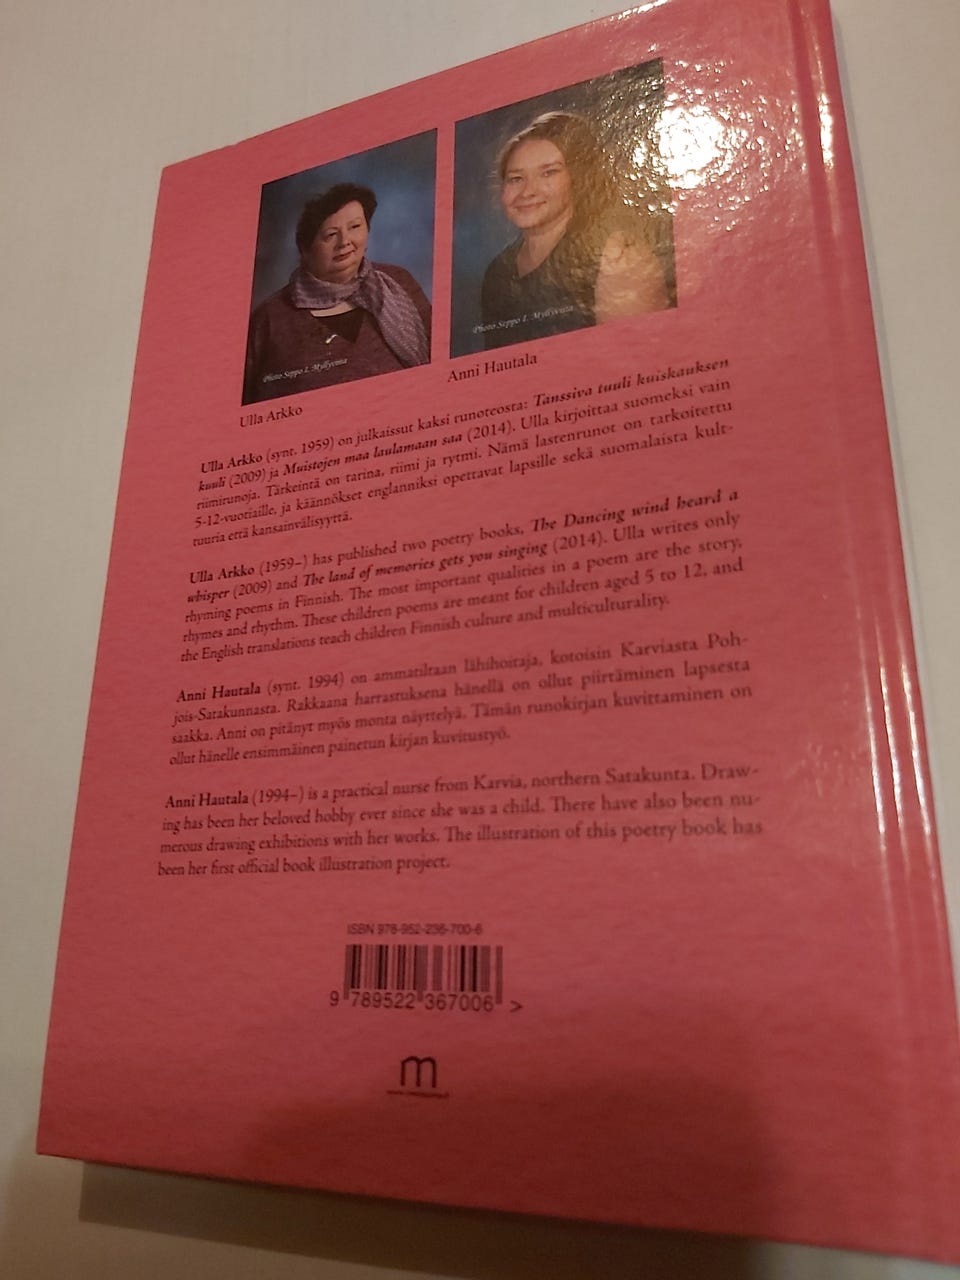 Photo Seppo L. Myllyviita
Photo Seppo L. Myllyviita
Ulla Arkko
Anni Hautala
Ulla Arkko (synt. 1959) on julkaissut kaksi runoteosta: Tanssiva tuuli kuiskauksen
kuuli (2009) ja Muistojen maa laulamaan saa (2014). Ulla kirjoittaa suomeksi vain
riimirunoja. Tärkeintä on tarina, riimi ja rytmi. Nämä lastenrunot on tarkoitettu
5-12-vuotiaille, ja käännökset englanniksi opettavat lapsille sekä suomalaista kult-
tuuria että kansainvälisyyttä.
Ulla Arkko (1959–) has published two poetry books, The Dancing wind heard a
whisper (2009) and The land of memories gets you singing (2014). Ulla writes only
rhyming poems in Finnish. The most important qualities in a poem are the story,
rhymes and rhythm. These children poems are meant for children aged 5 to 12, and
the English translations teach children Finnish culture and multiculturality.
Anni Hautala (synt. 1994) on ammatiltaan lähihoitaja, kotoisin Karviasta Poh-
jois-Satakunnasta. Rakkaana harrastuksena hänellä on ollut piirtäminen lapsesta
saakka. Anni on pitänyt myös monta näyttelyä. Tämän runokirjan kuvittaminen on
ollut hänelle ensimmäinen painetun kirjan kuvitustyö.
Anni Hautala (1994–) is a practical nurse from Karvia, northern Satakunta. Draw-
ing has been her beloved hobby ever since she was a child. There have also been nu-
merous drawing exhibitions with her works. The illustration of this poetry book has
been her first official book illustration project.
ISBN 978-952-236-700-6
9 789522 367006 >
m